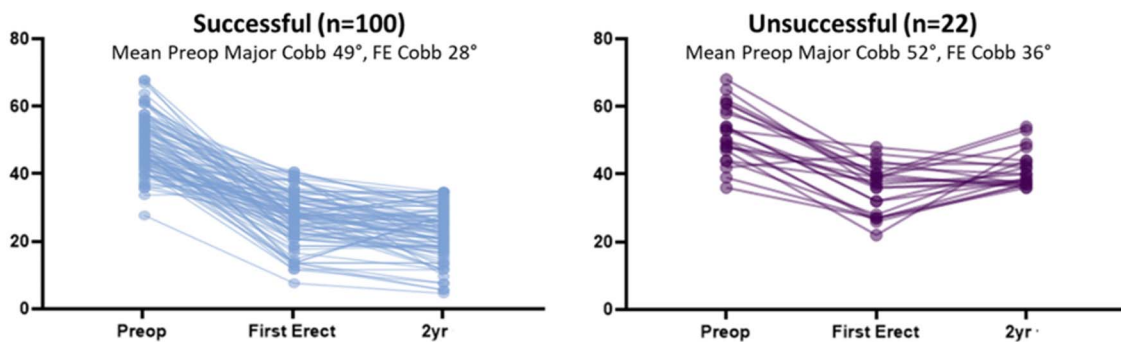 Successful (n=100)
Mean Preop Major Cobb 49°, FE Cobb 28°
80
60
40
20
0
Preop
First Erect
2yr
Unsuccessful (n=22)
Mean Preop Major Cobb 52°, FE Cobb 36°
80
60
40
20
0
Preop
First Erect
2yr